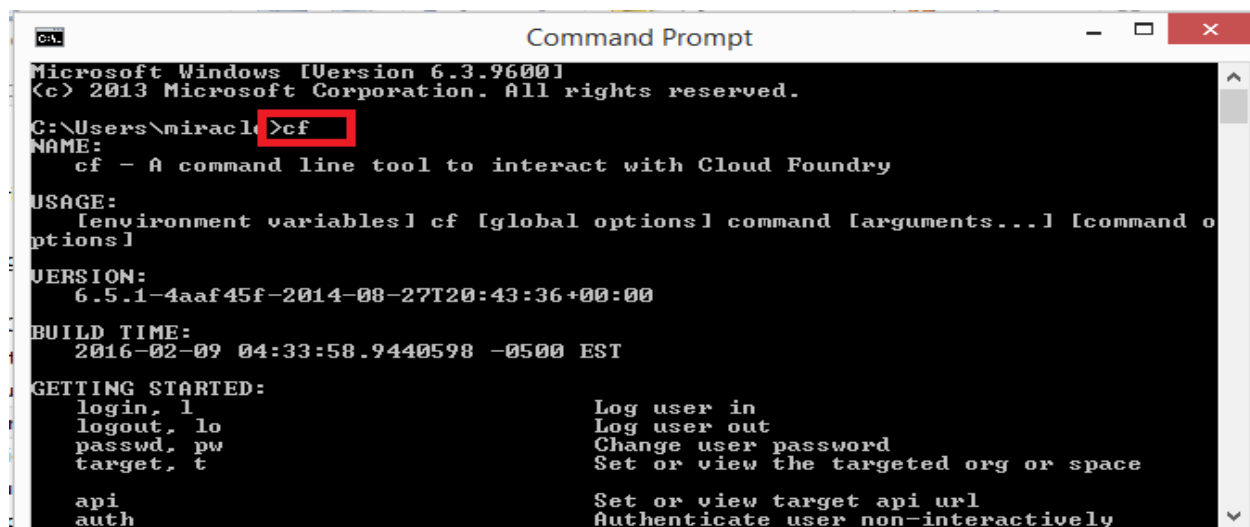 Command Prompt
Microsoft Windows [Version 6.3.9600]
(c) 2013 Microsoft Corporation. All rights reserved.
C:\Users\miracle>cf
NAME:
cf - A command line tool to interact with Cloud Foundry
USAGE:
[environment variables] cf [global options] command [arguments...] [command o
ptions]
VERSION:
6.5.1-4aaf45f-2014-08-27T20:43:36+00:00
BUILD TIME:
2016-02-09 04:33:58.9440598 -0500 EST
GETTING STARTED:
login, l Log user in
logout, lo Log user out
passwd, pw Change user password
target, t Set or view the targeted org or space
api Set or view target api url
auth Authenticate user non-interactively